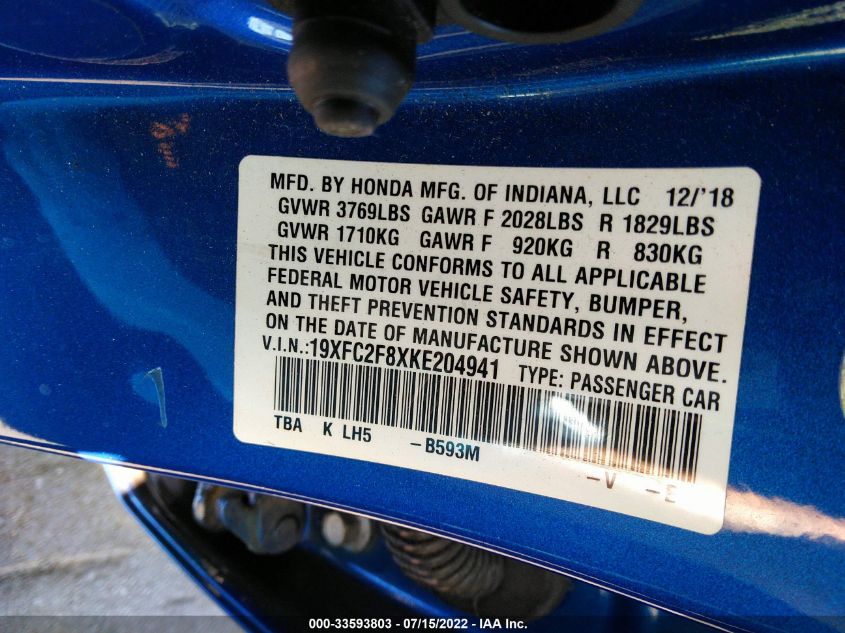 MFD. BY HONDA MFG. OF INDIANA, LLC 12/'18
GVWR 3769LBS GAWR F 2028LBS R 1829LBS
GVWR 1710KG GAWR F 920KG R 830KG
THIS VEHICLE CONFORMS TO ALL APPLICABLE
FEDERAL MOTOR VEHICLE SAFETY, BUMPER,
AND THEFT PREVENTION STANDARDS IN EFFECT
ON THE DATE OF MANUFACTURE SHOWN ABOVE.
V.I.N.:19XFC2F8XKE204941 TYPE: PASSENGER CAR
TBA K LH5 -B593M -V -E
000-33593803 - 07/15/2022 - IAA Inc.